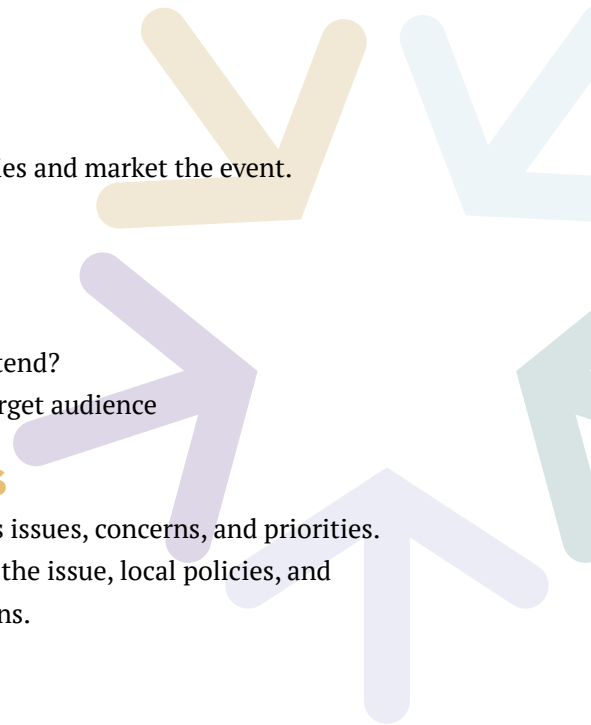 ies and market the event.
tend?
rget audience
s
s issues, concerns, and priorities.
the issue, local policies, and
ns.